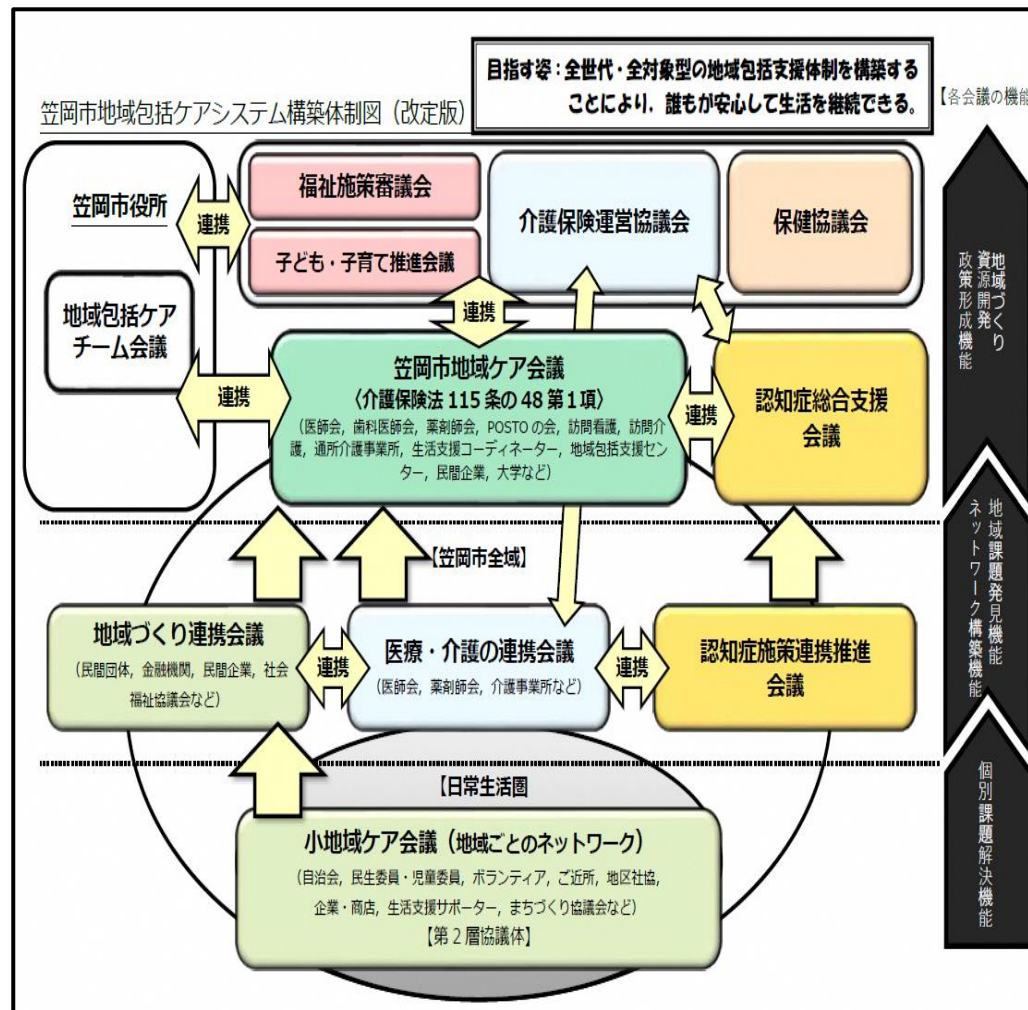 目指す姿：全世代・全対象型の地域包括支援体制を構築する
ことにより，誰もが安心して生活を継続できる。
笠岡市地域包括ケアシステム構築体制図（改定版）
【各会議の機能
笠岡市役所
連携
福祉施策審議会
子ども・子育て推進会議
介護保険運営協議会
保健協議会
地域包括ケア
チーム会議
連携
連携
笠岡市地域ケア会議
〈介護保険法 115 条の 48 第１項〉
（医師会，歯科医師会，薬剤師会，POSTO の会，訪問看護，訪問介
護，通所介護事業所，生活支援コーディネーター，地域包括支援セン
ター，民間企業，大学など）
連携
認知症総合支援
会議
地域づくり
資源開発
政策形成機能
【笠岡市全域】
地域づくり連携会議
（民間団体，金融機関，民間企業，社会
福祉協議会など）
連携
医療・介護の連携会議
（医師会，薬剤師会，介護事業所など）
連携
認知症施策連携推進
会議
地域課題発見機能
ネットワーク構築機能
【日常生活圏
小地域ケア会議（地域ごとのネットワーク）
（自治会，民生委員・児童委員，ボランティア，ご近所，地区社協，
企業・商店，生活支援サポーター，まちづくり協議会など）
【第２層協議体】
個別課題解決機能